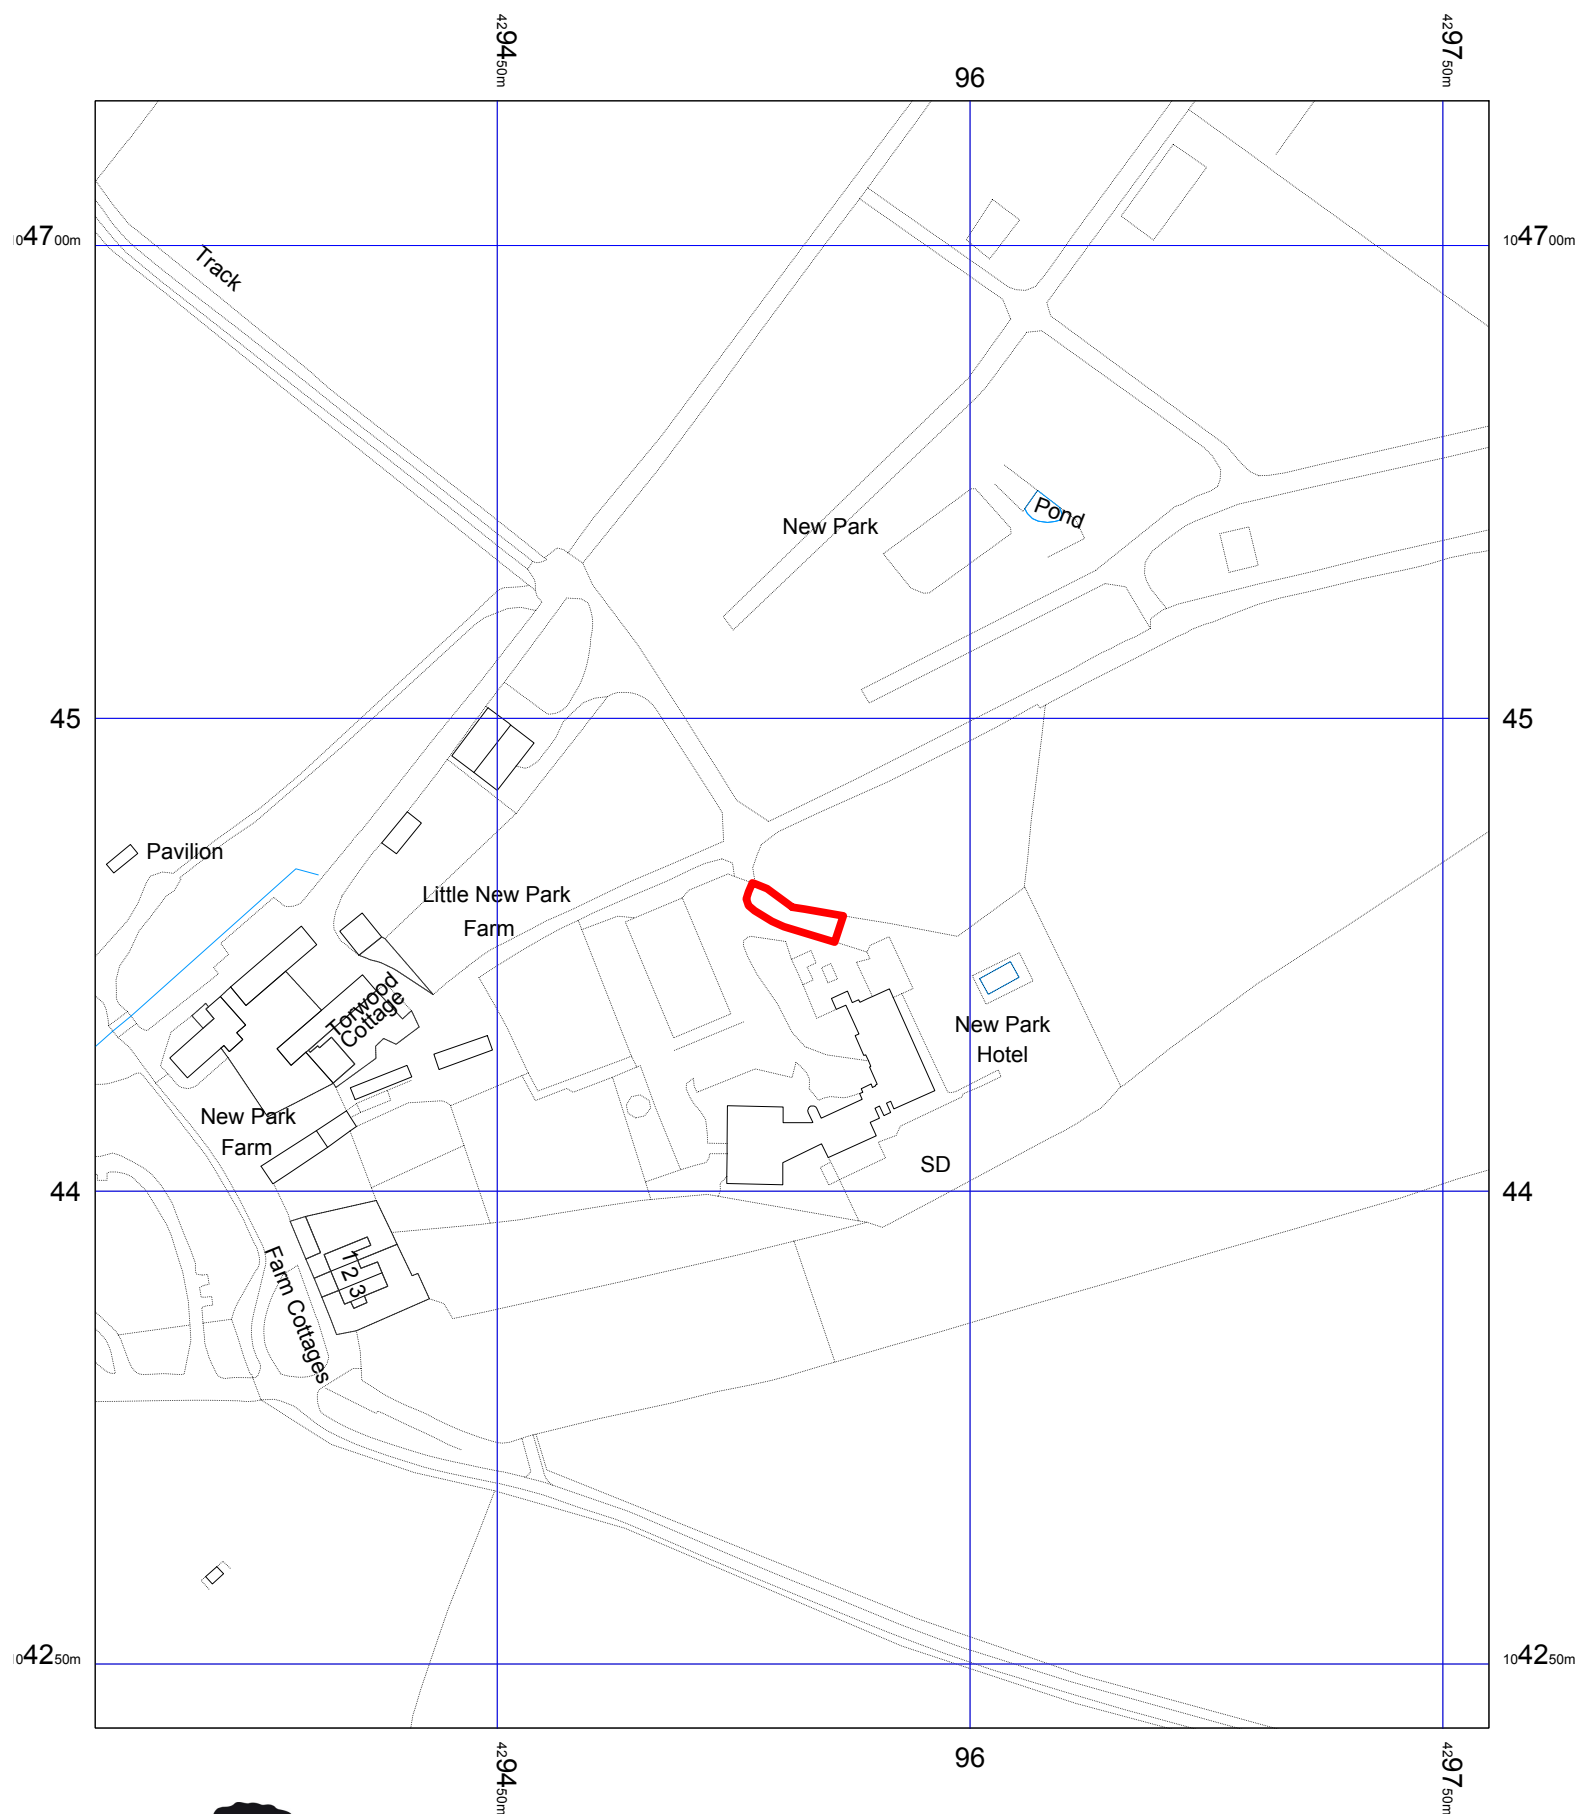 4294 50m
96
4297 50m
1047 00m
1047 00m
Track
New Park
Pond
45
45
Pavilion
Little New Park
Farm
Torwood
Cottage
New Park
Hotel
New Park
Farm
SD
44
44
1
2
3
Farm Cottages
1042 50m
1042 50m
4294 50m
96
4297 50m